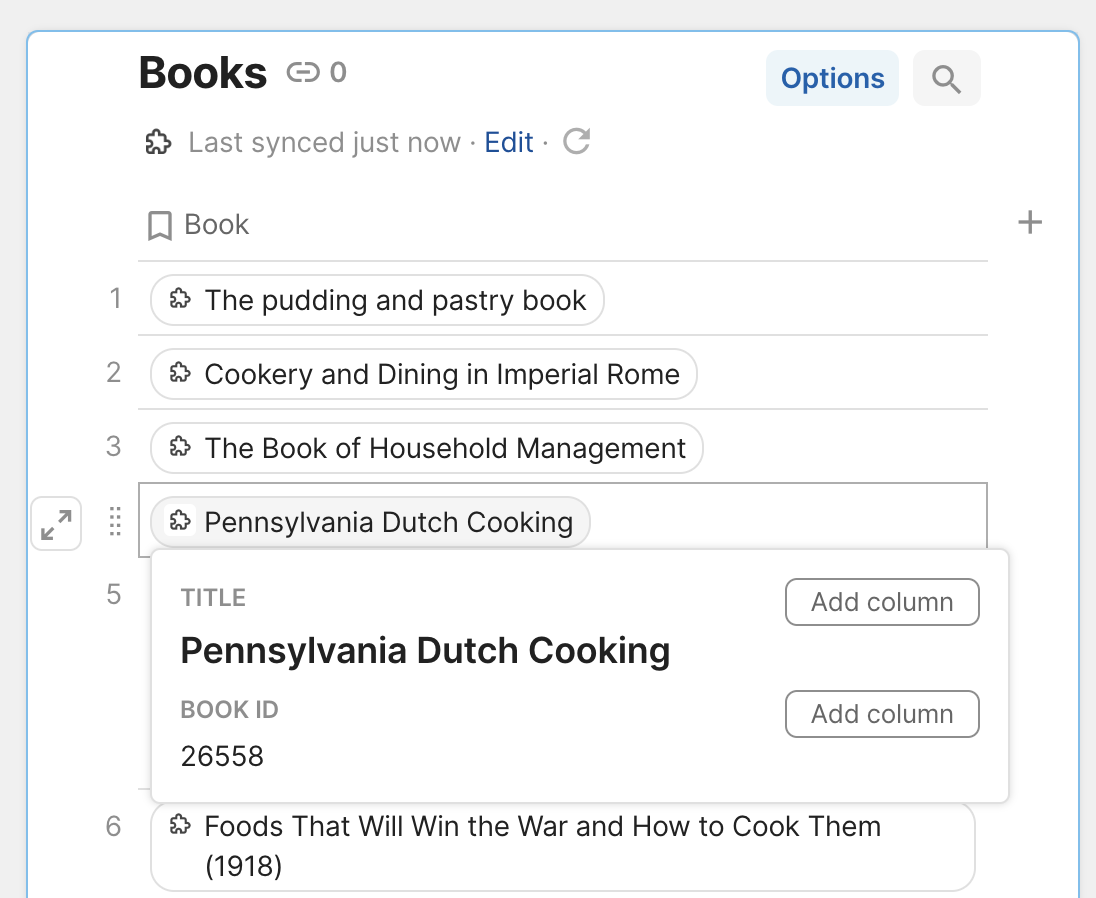 Books 0
Options
Last synced just now · Edit ·
Book
1 The pudding and pastry book
2 Cookery and Dining in Imperial Rome
3 The Book of Household Management
Pennsylvania Dutch Cooking
5
TITLE
Add column
Pennsylvania Dutch Cooking
BOOK ID
Add column
26558
6 Foods That Will Win the War and How to Cook Them
(1918)